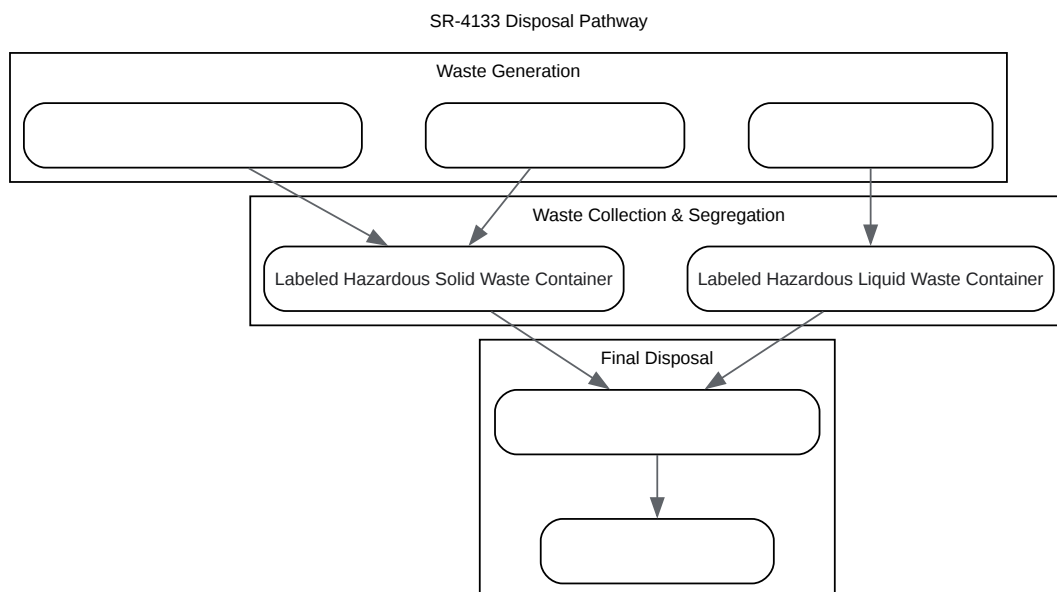 SR-4133 Disposal Pathway
Waste Generation
Waste Collection & Segregation
Labeled Hazardous Solid Waste Container
Labeled Hazardous Liquid Waste Container
Final Disposal